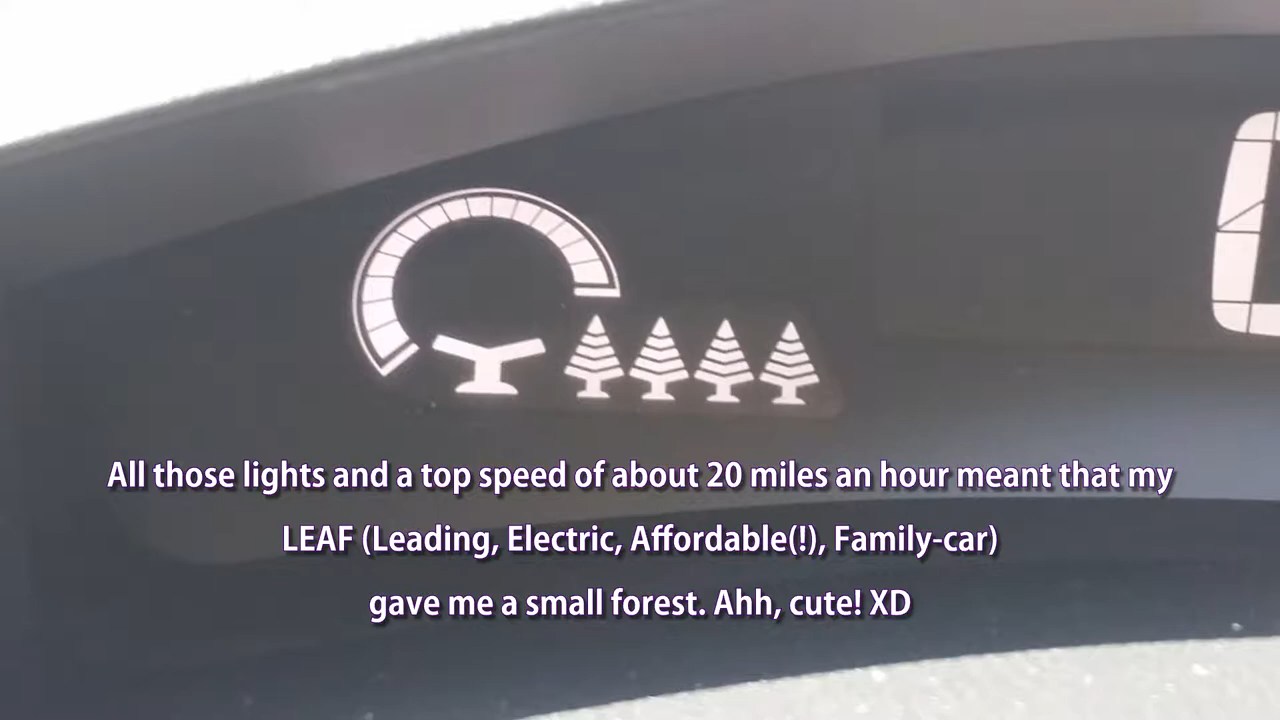 All those lights and a top speed of about 20 miles an hour meant that my
LEAF (Leading, Electric, Affordable(!), Family-car)
gave me a small forest. Ahh, cute! XD